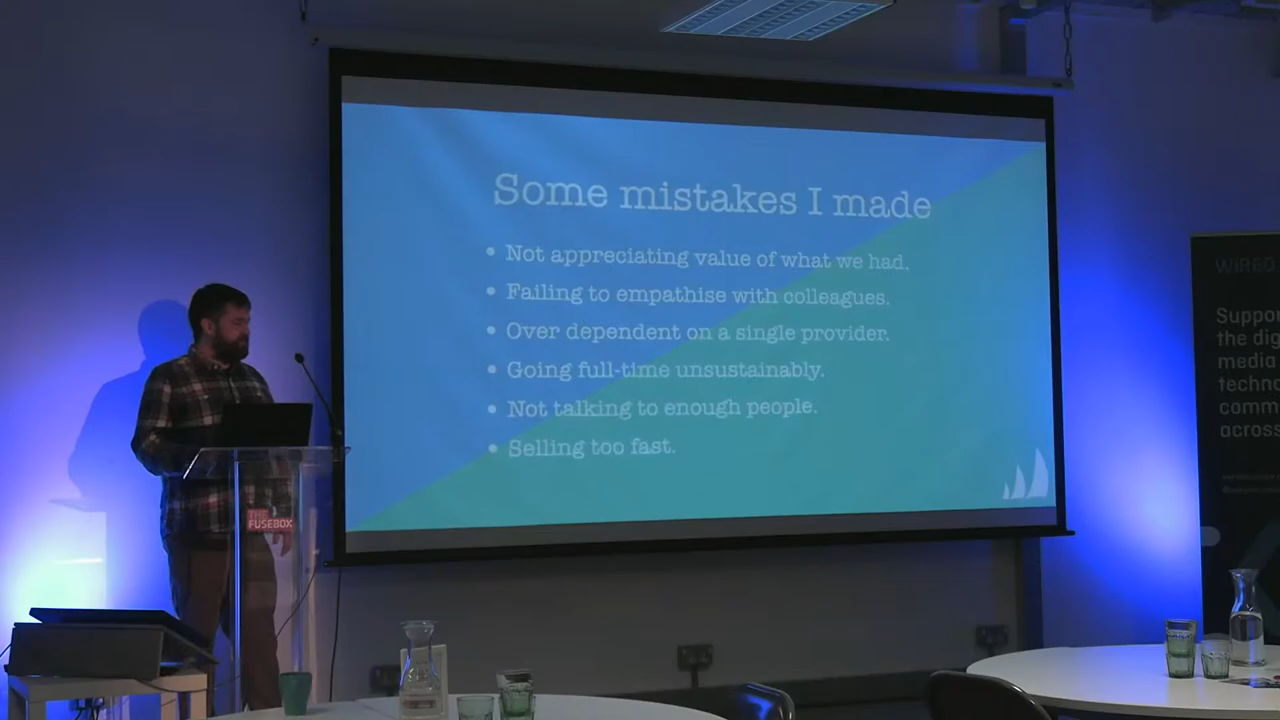 Some mistakes I made
• Not appreciating value of what we had.
• Failing to empathise with colleagues.
• Over dependent on a single provider.
• Going full-time unsustainably.
• Not talking to enough people.
• Selling too fast.
THE
FUSEBOX
WIRED
Suppor
the dig
media
techno
comm
across